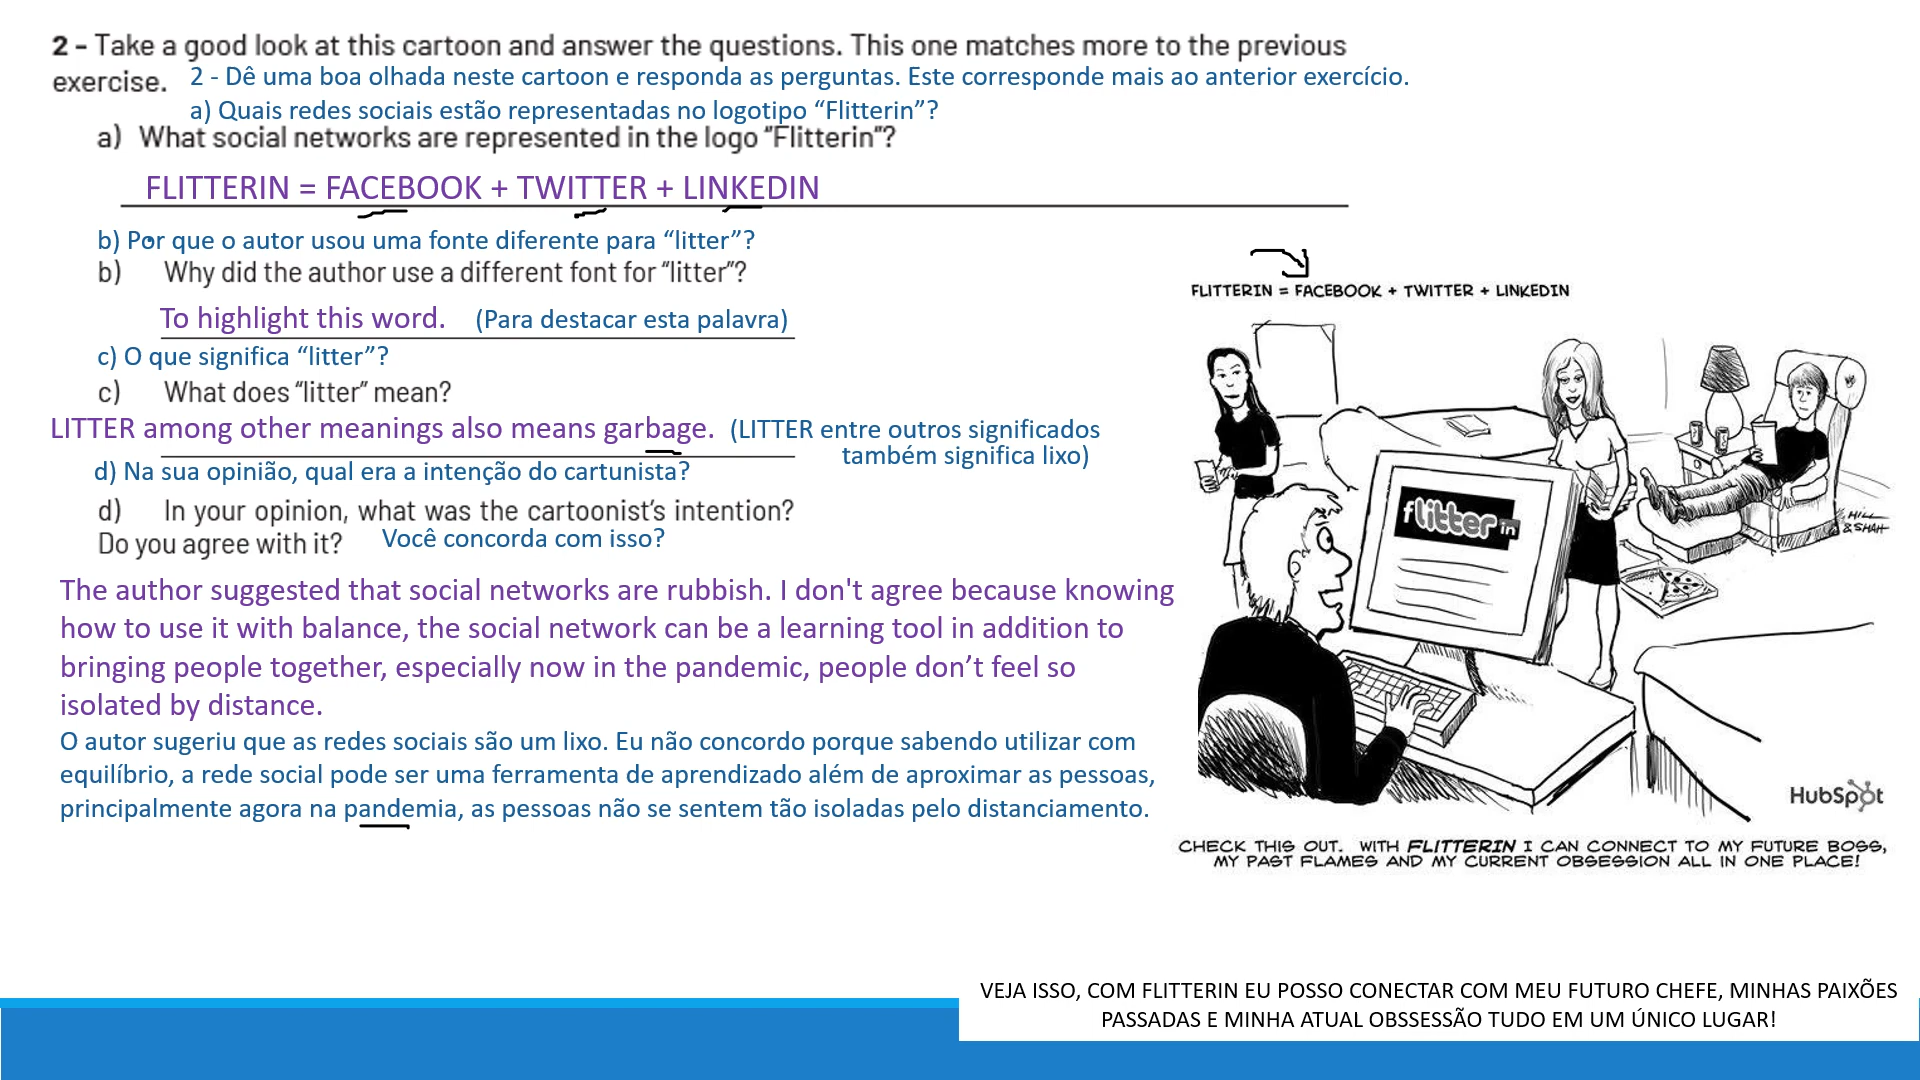 2 - Take a good look at this cartoon and answer the questions. This one matches more to the previous
exercise.
2 - Dê uma boa olhada neste cartoon e responda as perguntas. Este corresponde mais ao anterior exercício.
a) Quais redes sociais estão representadas no logotipo “Flitterin”?
a) What social networks are represented in the logo “Flitterin”?
FLITTERIN = FACEBOOK + TWITTER + LINKEDIN
b) Por que o autor usou uma fonte diferente para “litter”?
b) Why did the author use a different font for “litter”?
To highlight this word. (Para destacar esta palavra)
c) O que significa “litter”?
c) What does “litter” mean?
LITTER among other meanings also means garbage. (LITTER entre outros significados
também significa lixo)
d) Na sua opinião, qual era a intenção do cartunista?
d) In your opinion, what was the cartoonist's intention?
Do you agree with it? Você concorda com isso?
The author suggested that social networks are rubbish. I don't agree because knowing
how to use it with balance, the social network can be a learning tool in addition to
bringing people together, especially now in the pandemic, people don’t feel so
isolated by distance.
O autor sugeriu que as redes sociais são um lixo. Eu não concordo porque sabendo utilizar com
equilíbrio, a rede social pode ser uma ferramenta de aprendizado além de aproximar as pessoas,
principalmente agora na pandemia, as pessoas não se sentem tão isoladas pelo distanciamento.
FLITTERIN = FACEBOOK + TWITTER + LINKEDIN
flitter in
HILL
& SHAH
HubSpot
CHECK THIS OUT. WITH FLITTERIN I CAN CONNECT TO MY FUTURE BOSS,
MY PAST FLAMES AND MY CURRENT OBSESSION ALL IN ONE PLACE!
VEJA ISSO, COM FLITTERIN EU POSSO CONECTAR COM MEU FUTURO CHEFE, MINHAS PAIXÕES
PASSADAS E MINHA ATUAL OBSSESSÃO TUDO EM UM ÚNICO LUGAR!